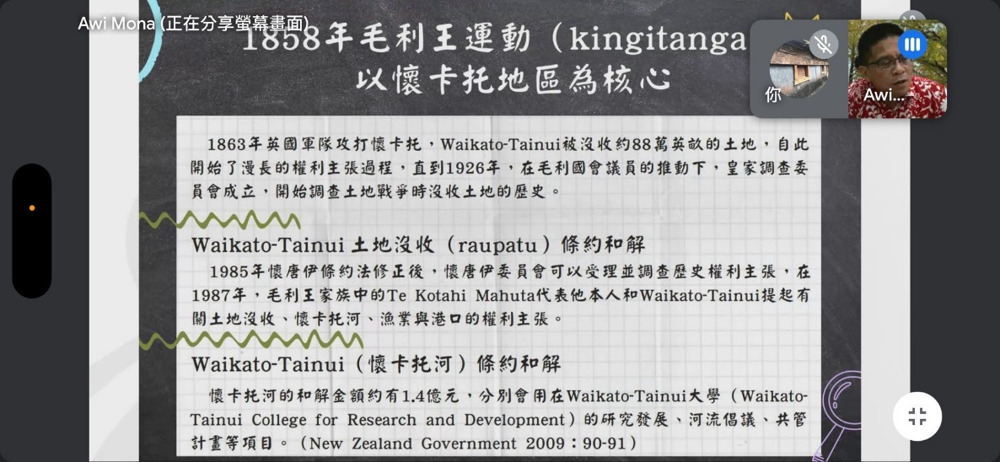 Awi Mona (正在分享螢幕畫面)
1858年毛利王運動（kingitanga
以懷卡托地區為核心
你
Awi...
1863年英國軍隊攻打懷卡托，Waikato-Tainui被沒收約88萬英畝的土地，自此
開始了漫長的權利主張過程，直到1926年，在毛利國會議員的推動下，皇家調查委
員會成立，開始調查土地戰爭時沒收土地的歷史。
Waikato-Tainui 土地沒收（raupatu）條約和解
1985年懷唐伊條約法修正後，懷唐伊委員會可以受理並調查歷史權利主張，在
1987年，毛利王家族中的Te Kotahi Mahuta代表他本人和Waikato-Tainui提起有
關土地沒收、懷卡托河、漁業與港口的權利主張。
Waikato-Tainui（懷卡托河）條約和解
懷卡托河的和解金額約有1.4億元，分別會用在Waikato-Tainui大學（Waikato-
Tainui College for Research and Development）的研究發展、河流倡議、共管
計畫等項目。（New Zealand Government 2009：90-91）